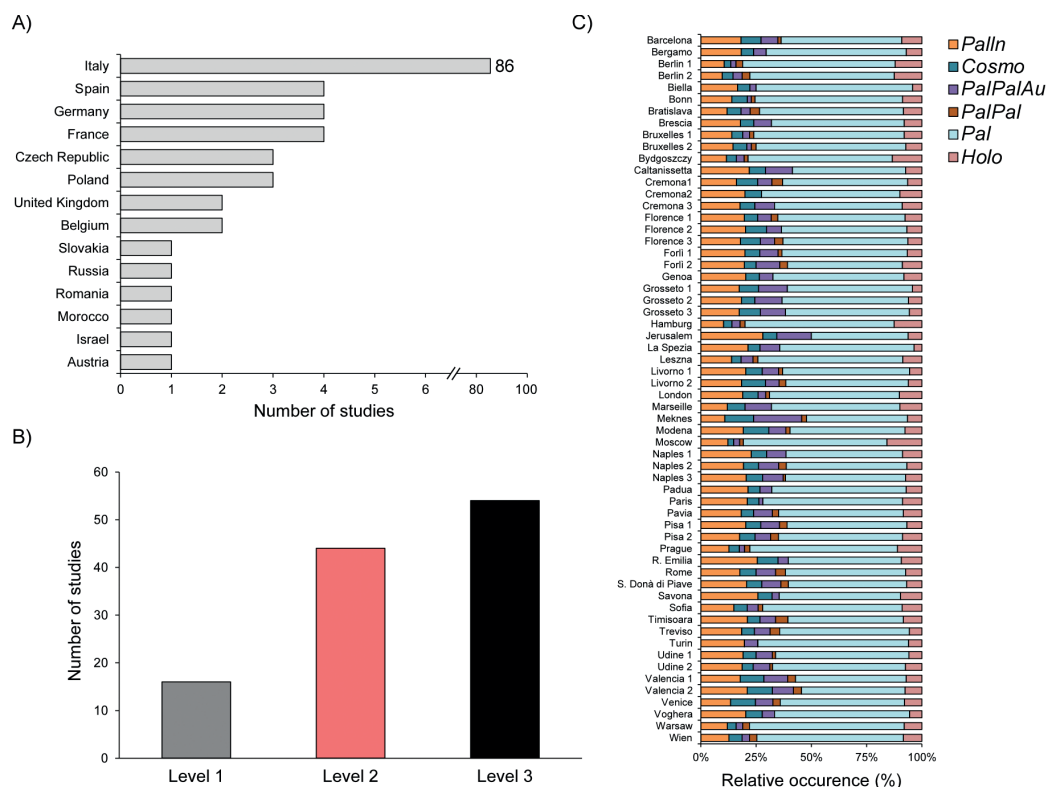 A)
Italy
Spain
Germany
France
Czech Republic
Poland
United Kingdom
Belgium
Slovakia
Russia
Romania
Morocco
Israel
Austria
86
0 1 2 3 4 5 6 80 100
Number of studies
B)
Number of studies
60
50
40
30
20
10
0
Level 1 Level 2 Level 3
C)
Barcelona
Bergamo
Berlin 1
Berlin 2
Biella
Bonn
Bratislava
Brescia
Bruxelles 1
Bruxelles 2
Bydgoszczy
Caltanissetta
Cremona1
Cremona2
Cremona 3
Florence 1
Florence 2
Florence 3
Forlì 1
Forlì 2
Genoa
Grosseto 1
Grosseto 2
Grosseto 3
Hamburg
Jerusalem
La Spezia
Leszna
Livorno 1
Livorno 2
London
Marseille
Meknes
Modena
Moscow
Naples 1
Naples 2
Naples 3
Padua
Paris
Pavia
Pisa 1
Pisa 2
Prague
R. Emilia
Rome
S. Donà di Piave
Savona
Sofia
Timisoara
Treviso
Turin
Udine 1
Udine 2
Valencia 1
Valencia 2
Venice
Voghera
Warsaw
Wien
0% 25% 50% 75% 100%
Relative occurence (%)
PalIn
Cosmo
PalPalAu
PalPal
Pal
Holo